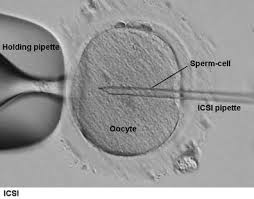 Holding pipette
Sperm-cell
ICSI pipette
Oocyte
ICSI